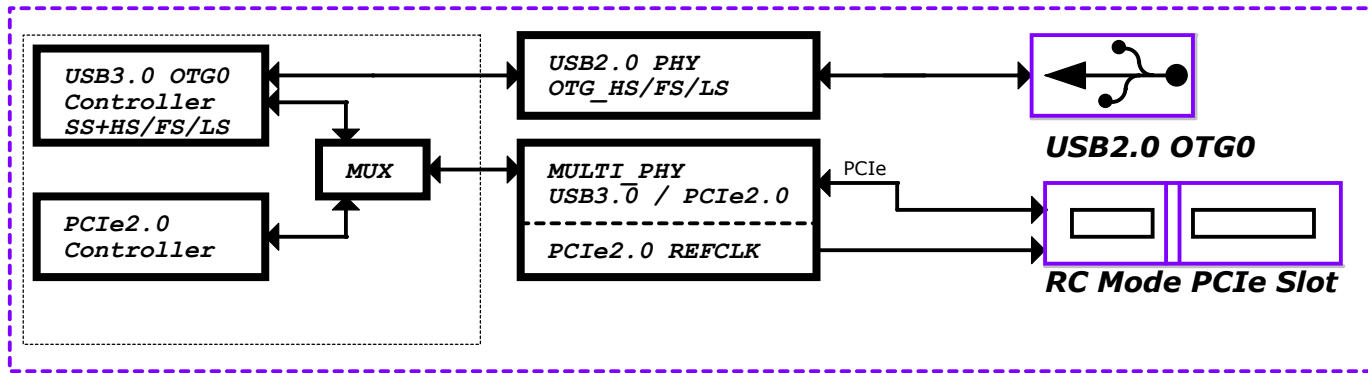 USB3.0 OTG0
Controller
SS+HS/FS/LS
USB2.0 PHY
OTG_HS/FS/LS
USB2.0 OTG0
MUX
MULTI_PHY
USB3.0 / PCIe2.0
PCIe
PCIe2.0
Controller
PCIe2.0 REFCLK
RC Mode PCIe Slot